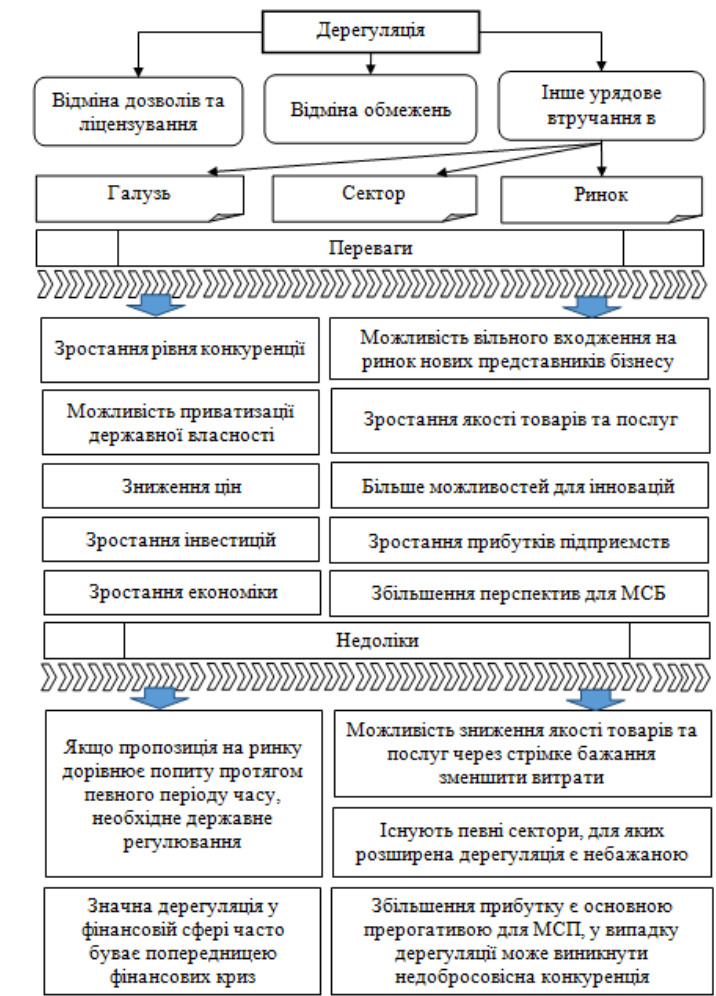 Дерегуляція
Відміна дозволів та
ліцензування
Відміна обмежень
Інше урядове
втручання в
Галузь
Сектор
Ринок
Переваги
Зростання рівня конкуренції
Можливість вільного входження на
ринок нових представників бізнесу
Можливість приватизації
державної власності
Зростання якості товарів та послуг
Зниження цін
Більше можливостей для інновацій
Зростання інвестицій
Зростання прибутків підприємств
Зростання економіки
Збільшення перспектив для МСБ
Недоліки
Якщо пропозиція на ринку
дорівнює попиту протягом
певного періоду часу,
необхідне державне
регулювання
Можливість зниження якості товарів та
послуг через стрімке бажання
зменшити витрати
Існують певні сектори, для яких
розширена дерегуляція є небажаною
Значна дерегуляція у
фінансовій сфері часто
буває попередницею
фінансових криз
Збільшення прибутку є основною
прерогативою для МСП, у випадку
дерегуляції може виникнути
недобросовісна конкуренція